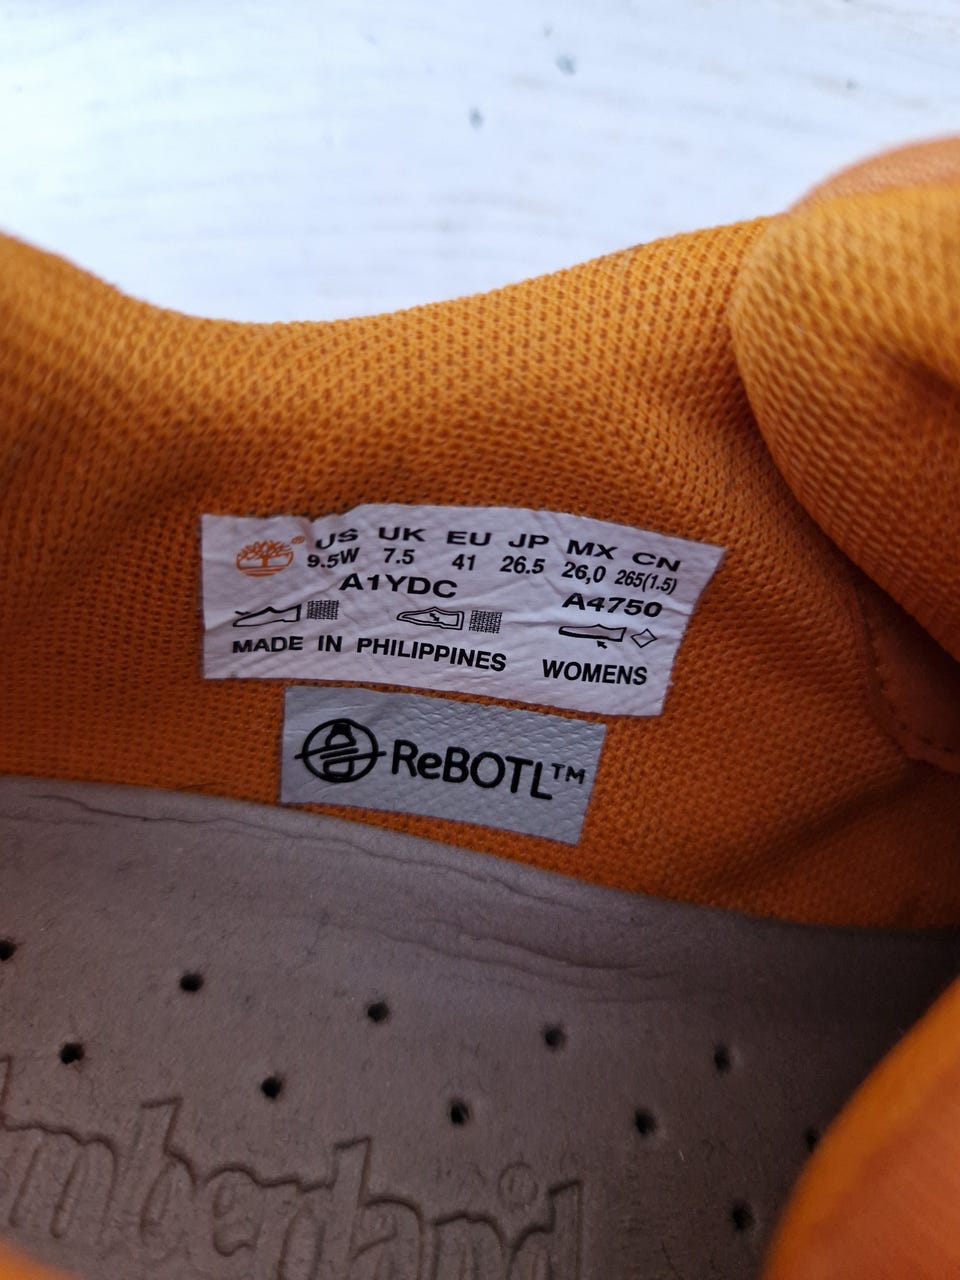 ® US UK EU JP MX CN
9.5W 7.5 41 26.5 26,0 265(1.5)
A1YDC A4750
MADE IN PHILIPPINES WOMENS
ReBOTL™
Timberland®